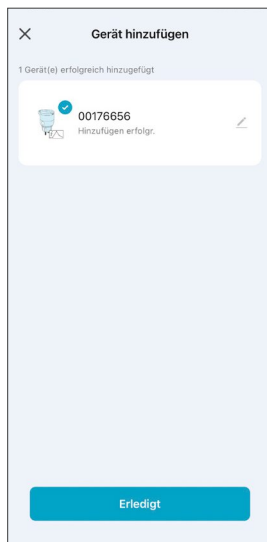 Gerät hinzufügen
1 Gerät(e) erfolgreich hinzugefügt
00176656
Hinzufügen erfolgr.
Erledigt